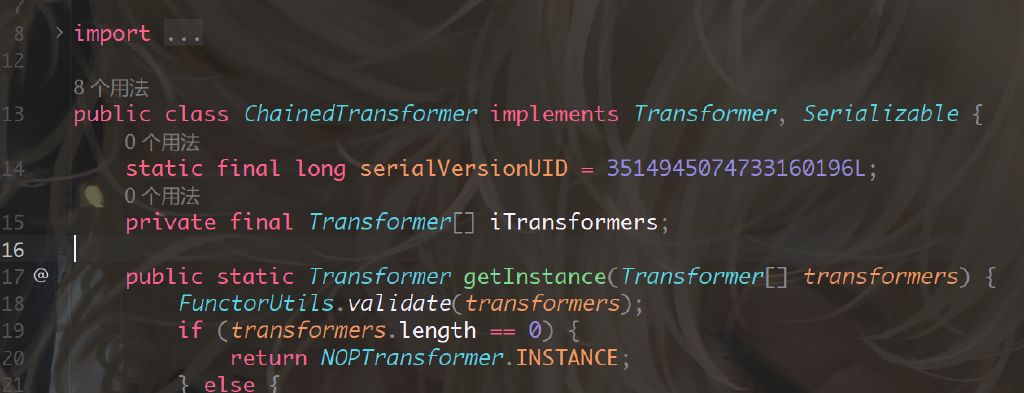 7
8 > import ...
12
8 个用法
13 public class ChainedTransformer implements Transformer, Serializable {
0 个用法
14 static final long serialVersionUID = 3514945074733160196L;
0 个用法
15 private final Transformer[] iTransformers;
16
17 @ public static Transformer getInstance(Transformer[] transformers) {
18 FunctorUtils.validate(transformers);
19 if (transformers.length == 0) {
20 return NOPTransformer.INSTANCE;
21 } else {